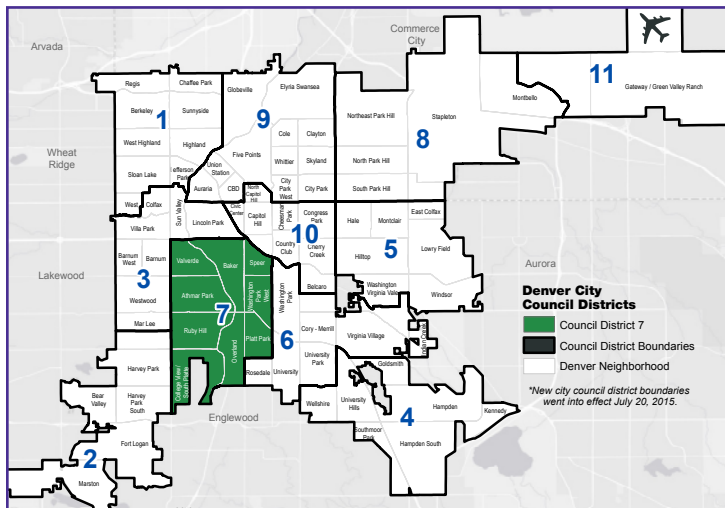 Arvada
Commerce
City
Wheat
Ridge
Lakewood
Aurora
Englewood
1
Regis
Chaffee Park
Berkeley
Sunnyside
West Highland
Highland
Sloan Lake
Jefferson
Park
9
Globeville
Elyria Swansea
Cole
Clayton
Five Points
Whittier
Skyland
Union
Station
Auraria
CBD
North
Capitol
Hill
City
Park
West
City Park
8
Northeast Park Hill
Stapleton
North Park Hill
South Park Hill
11
Montbello
Gateway / Green Valley Ranch
3
West
Colfax
Sun Valley
Villa Park
Lincoln Park
Barnum
West
Barnum
Westwood
Mar Lee
10
Civic
Center
Capitol
Hill
Cheesman
Park
Congress
Park
Country
Club
Cherry
Creek
Belcaro
5
Hale
Montclair
East Colfax
Hilltop
Lowry Field
Washington
Virginia Vale
Windsor
7
Valverde
Baker
Speer
Athmar Park
Washington
Park
West
Ruby Hill
Overland
Platt Park
College View /
South Platte
6
Washington
Park
Cory - Merrill
Virginia Village
Indian Creek
Rosedale
University
University
Park
4
Goldsmith
Wellshire
University
Hills
Hampden
Kennedy
Southmoor
Park
Hampden South
2
Harvey Park
Bear
Valley
Harvey
Park
South
Fort Logan
Marston
Denver City
Council Districts
Council District 7
Council District Boundaries
Denver Neighborhood
*New city council district boundaries
went into effect July 20, 2015.